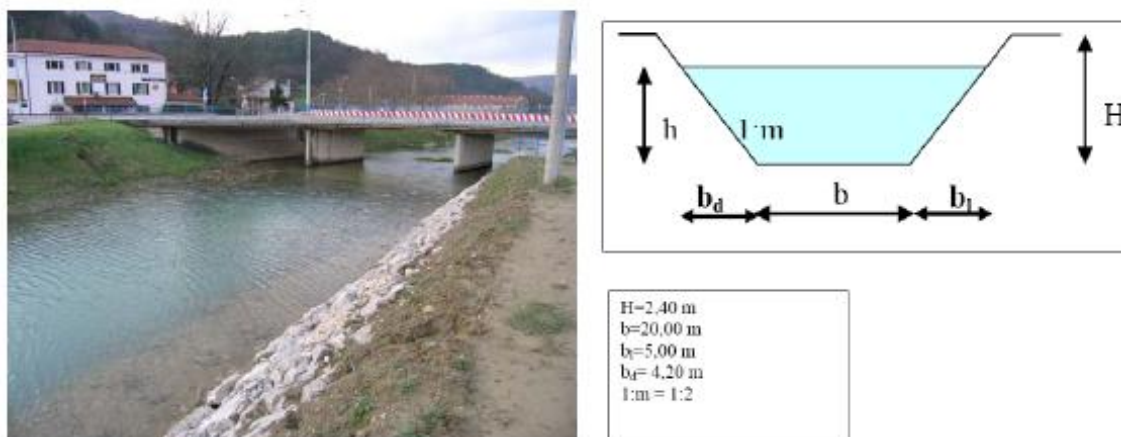 1:m
h
H
b_d
b
b_l
H=2,40 m
b=20,00 m
b_l=5,00 m
b_d= 4,20 m
1:m = 1:2